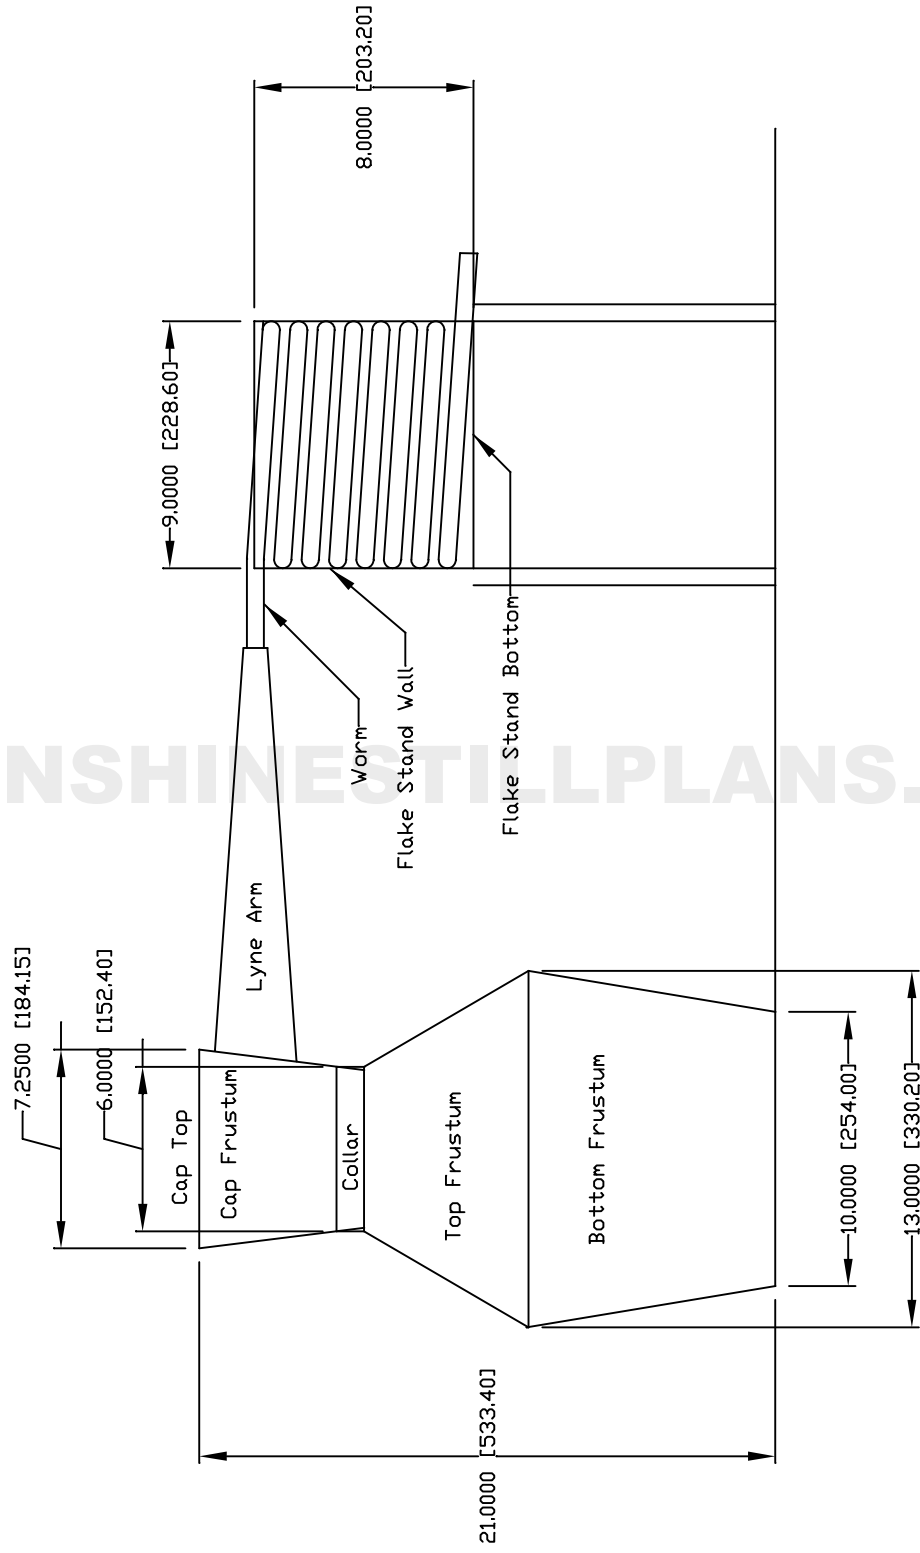 7.2500 [184.15]
6.0000 [152.40]
Cap Top
Cap Frustum
Collar
Top Frustum
Bottom Frustum
Lyne Arm
Worm
Flake Stand Wall
Flake Stand Bottom
9.0000 [228.60]
8.0000 [203.20]
21.0000 [533.40]
10.0000 [254.00]
13.0000 [330.20]
NSHINESTILLPLANS.